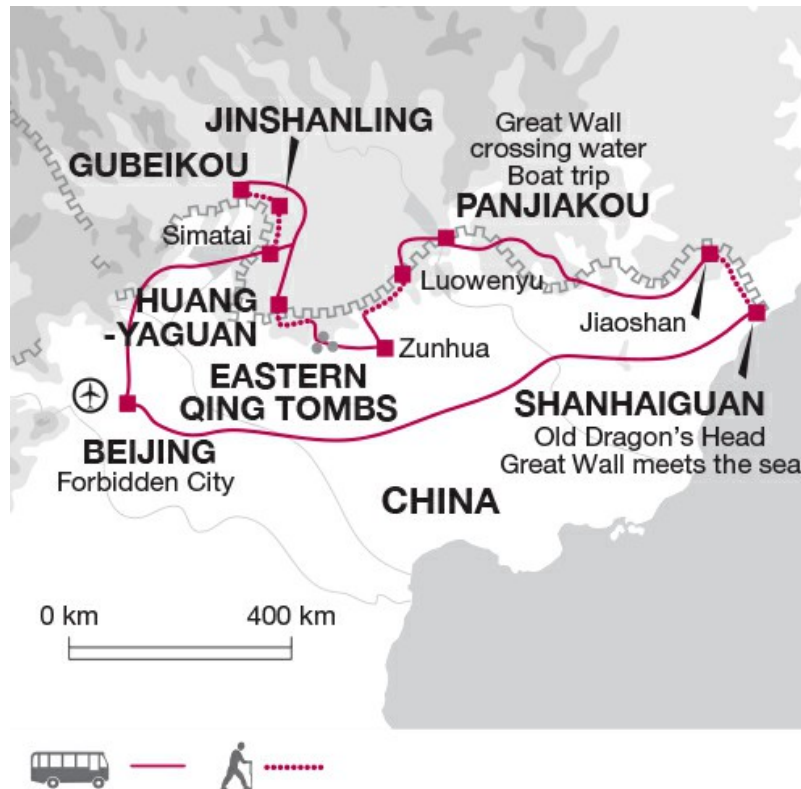 JINSHANLING
GUBEIKOU
Great Wall
crossing water
Boat trip
PANJIAKOU
Simatai
Luowenyu
HUANG
-YAGUAN
Jiaoshan
Zunhua
EASTERN
QING TOMBS
SHANHAIGUAN
Old Dragon's Head
Great Wall meets the sea
BEIJING
Forbidden City
CHINA
0 km
400 km